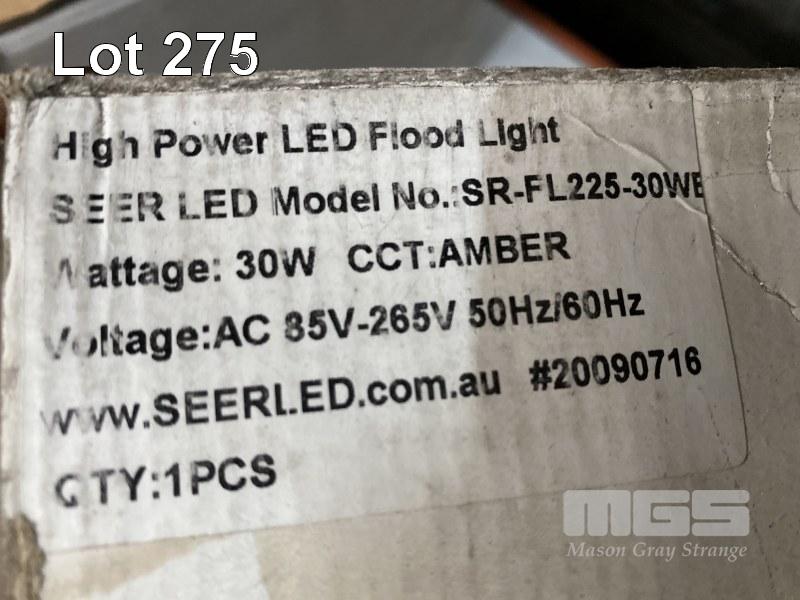 Lot 275
High Power LED Flood Light
SEER LED Model No.:SR-FL225-30WE
Wattage: 30W CCT:AMBER
Voltage:AC 85V-265V 50Hz/60Hz
www.SEERLED.com.au #20090716
QTY:1PCS
MGS
Mason Gray Strange